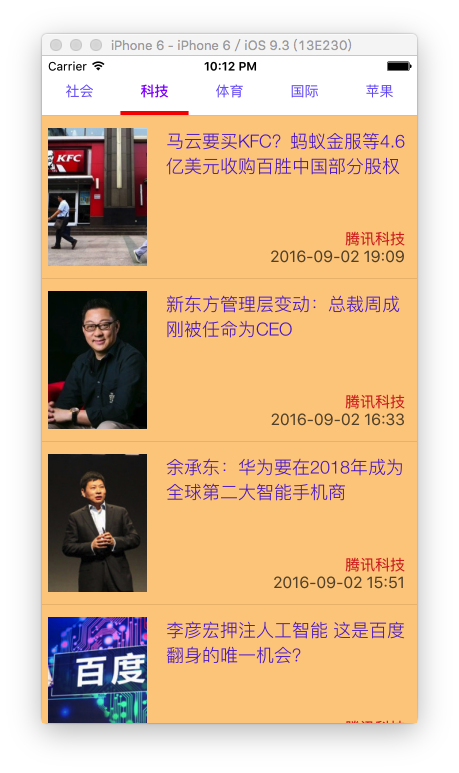 iPhone 6 - iPhone 6 / iOS 9.3 (13E230)
Carrier 10:12 PM
社会 科技 体育 国际 苹果
KFC
马云要买KFC？蚂蚁金服等4.6
亿美元收购百胜中国部分股权
腾讯科技
2016-09-02 19:09
新东方管理层变动：总裁周成
刚被任命为CEO
腾讯科技
2016-09-02 16:33
余承东：华为要在2018年成为
全球第二大智能手机商
腾讯科技
2016-09-02 15:51
百度
李彦宏押注人工智能 这是百度
翻身的唯一机会?
腾讯科技